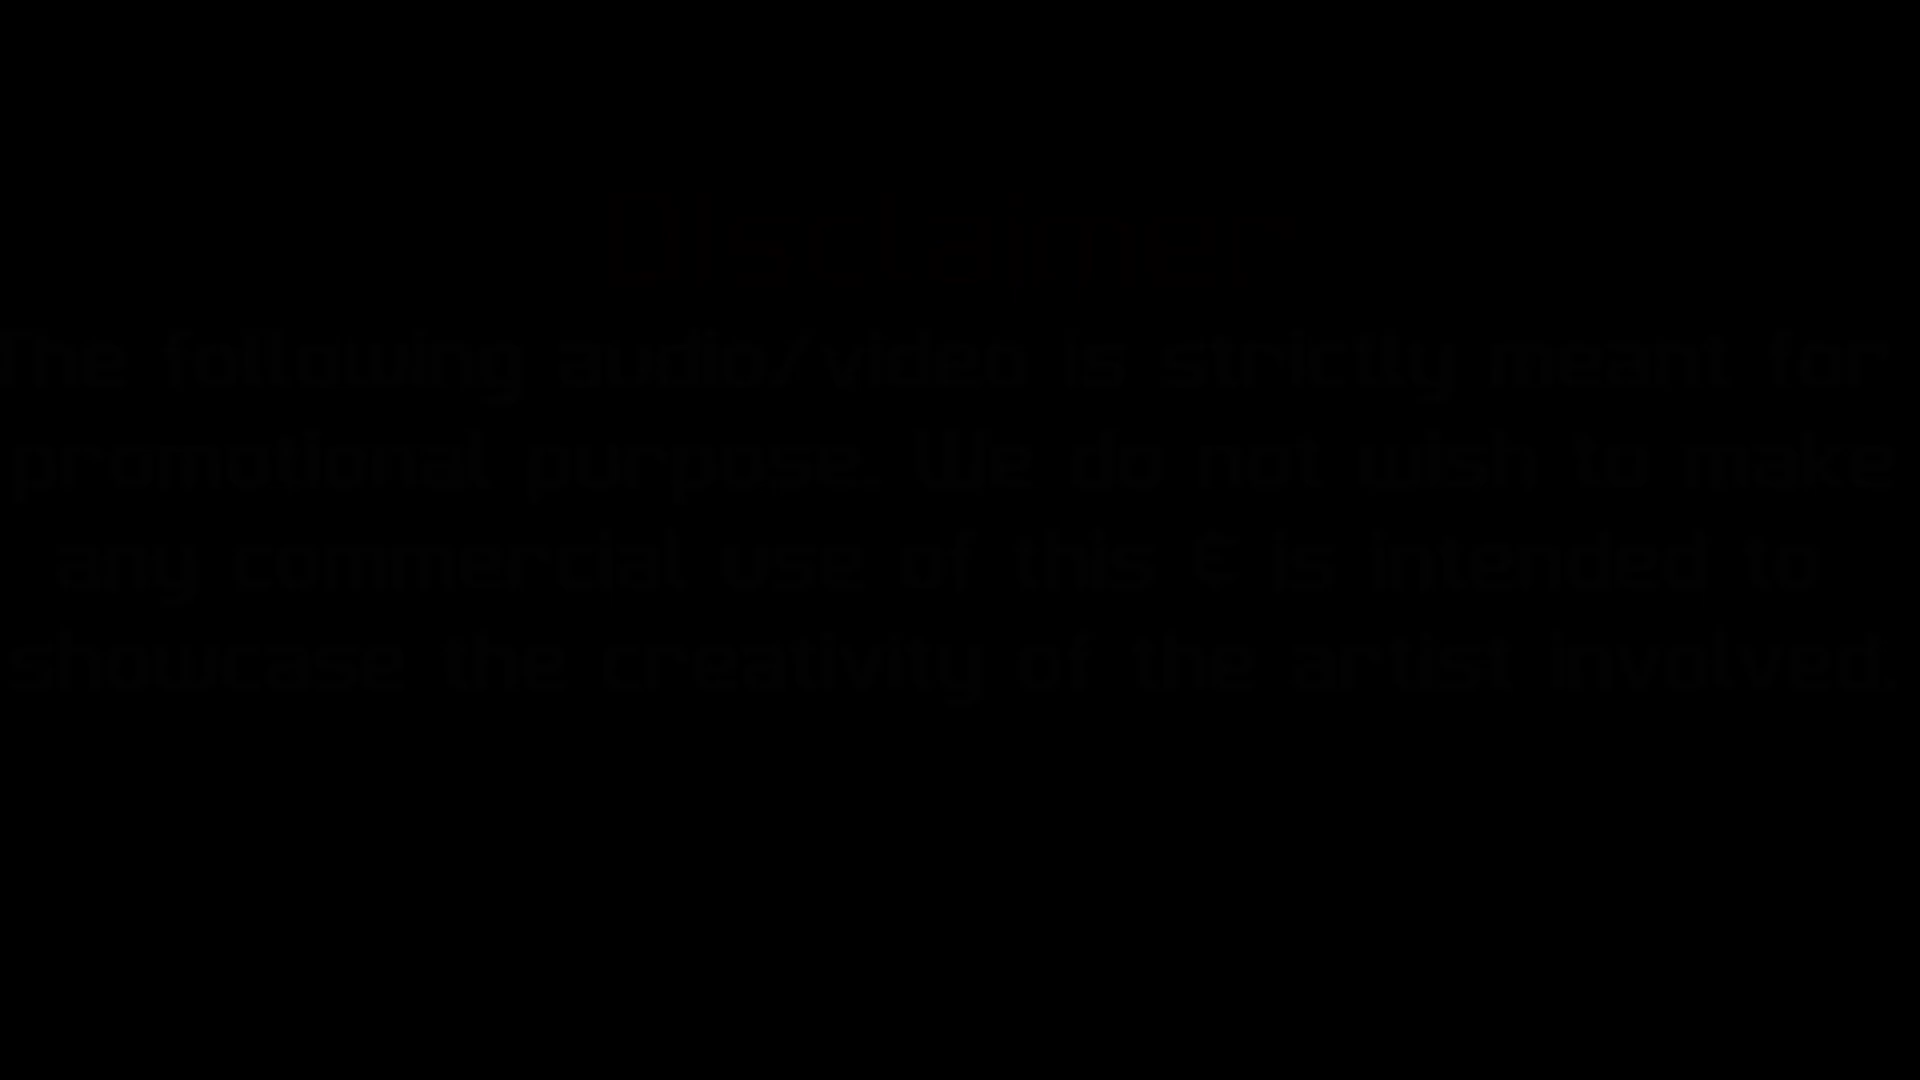 Disclaimer
The following audio/video is strictly meant for
promotional purpose. We do not wish to make
any commercial use of this & is intended to
showcase the creativity of the artist involved.